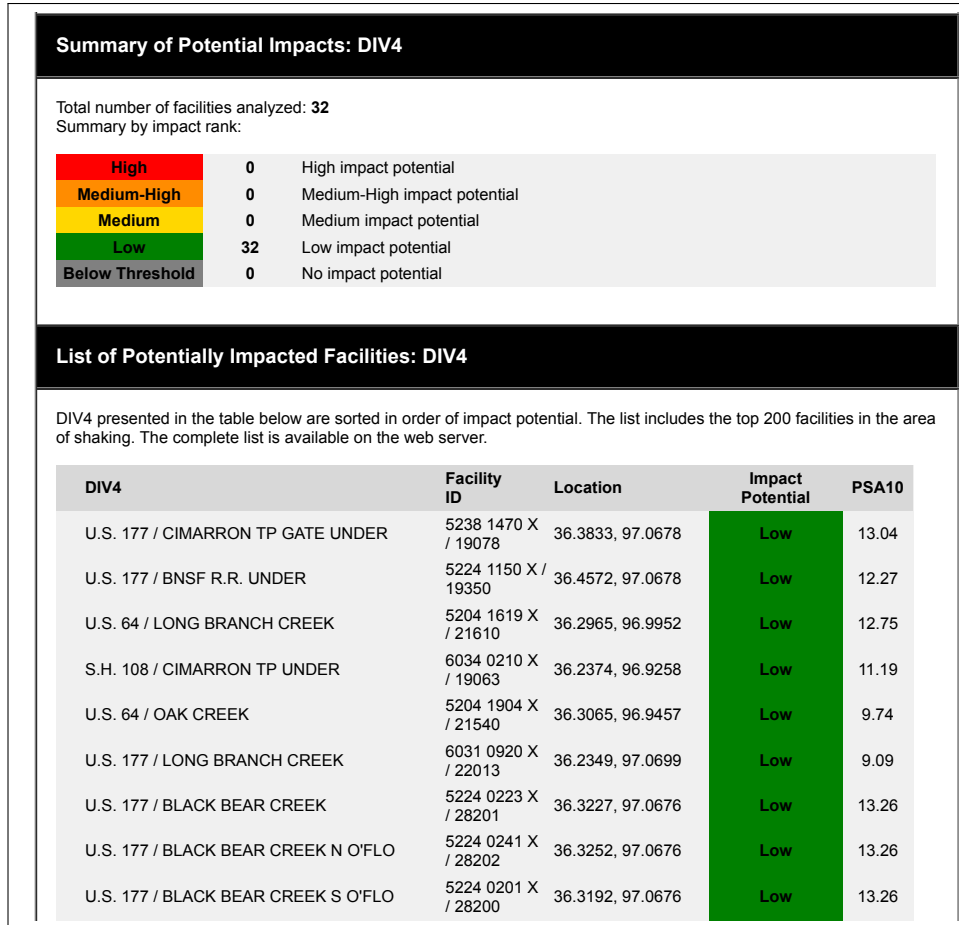 Summary of Potential Impacts: DIV4
Total number of facilities analyzed: 32
Summary by impact rank:
High 0 High impact potential
Medium-High 0 Medium-High impact potential
Medium 0 Medium impact potential
Low 32 Low impact potential
Below Threshold 0 No impact potential
List of Potentially Impacted Facilities: DIV4
DIV4 presented in the table below are sorted in order of impact potential. The list includes the top 200 facilities in the area
of shaking. The complete list is available on the web server.
DIV4 Facility ID Location Impact Potential PSA10
U.S. 177 / CIMARRON TP GATE UNDER 5238 1470 X / 19078 36.3833, 97.0678 Low 13.04
U.S. 177 / BNSF R.R. UNDER 5224 1150 X / 19350 36.4572, 97.0678 Low 12.27
U.S. 64 / LONG BRANCH CREEK 5204 1619 X / 21610 36.2965, 96.9952 Low 12.75
S.H. 108 / CIMARRON TP UNDER 6034 0210 X / 19063 36.2374, 96.9258 Low 11.19
U.S. 64 / OAK CREEK 5204 1904 X / 21540 36.3065, 96.9457 Low 9.74
U.S. 177 / LONG BRANCH CREEK 6031 0920 X / 22013 36.2349, 97.0699 Low 9.09
U.S. 177 / BLACK BEAR CREEK 5224 0223 X / 28201 36.3227, 97.0676 Low 13.26
U.S. 177 / BLACK BEAR CREEK N O'FLO 5224 0241 X / 28202 36.3252, 97.0676 Low 13.26
U.S. 177 / BLACK BEAR CREEK S O'FLO 5224 0201 X / 28200 36.3192, 97.0676 Low 13.26